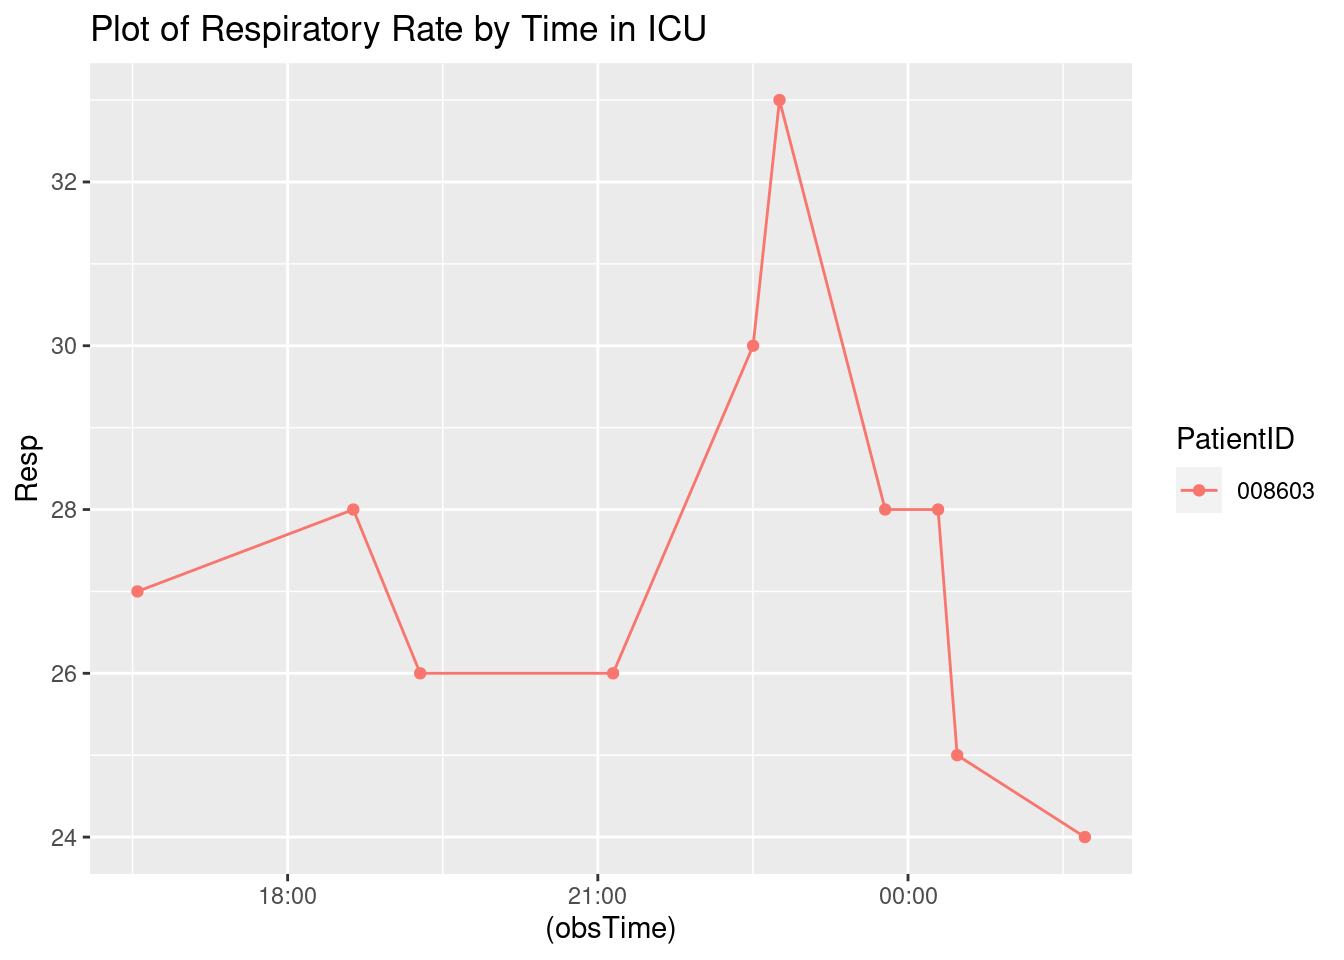 Plot of Respiratory Rate by Time in ICU
32
30
28
26
24
Resp
18:00 21:00 00:00
(obsTime)
PatientID
008603